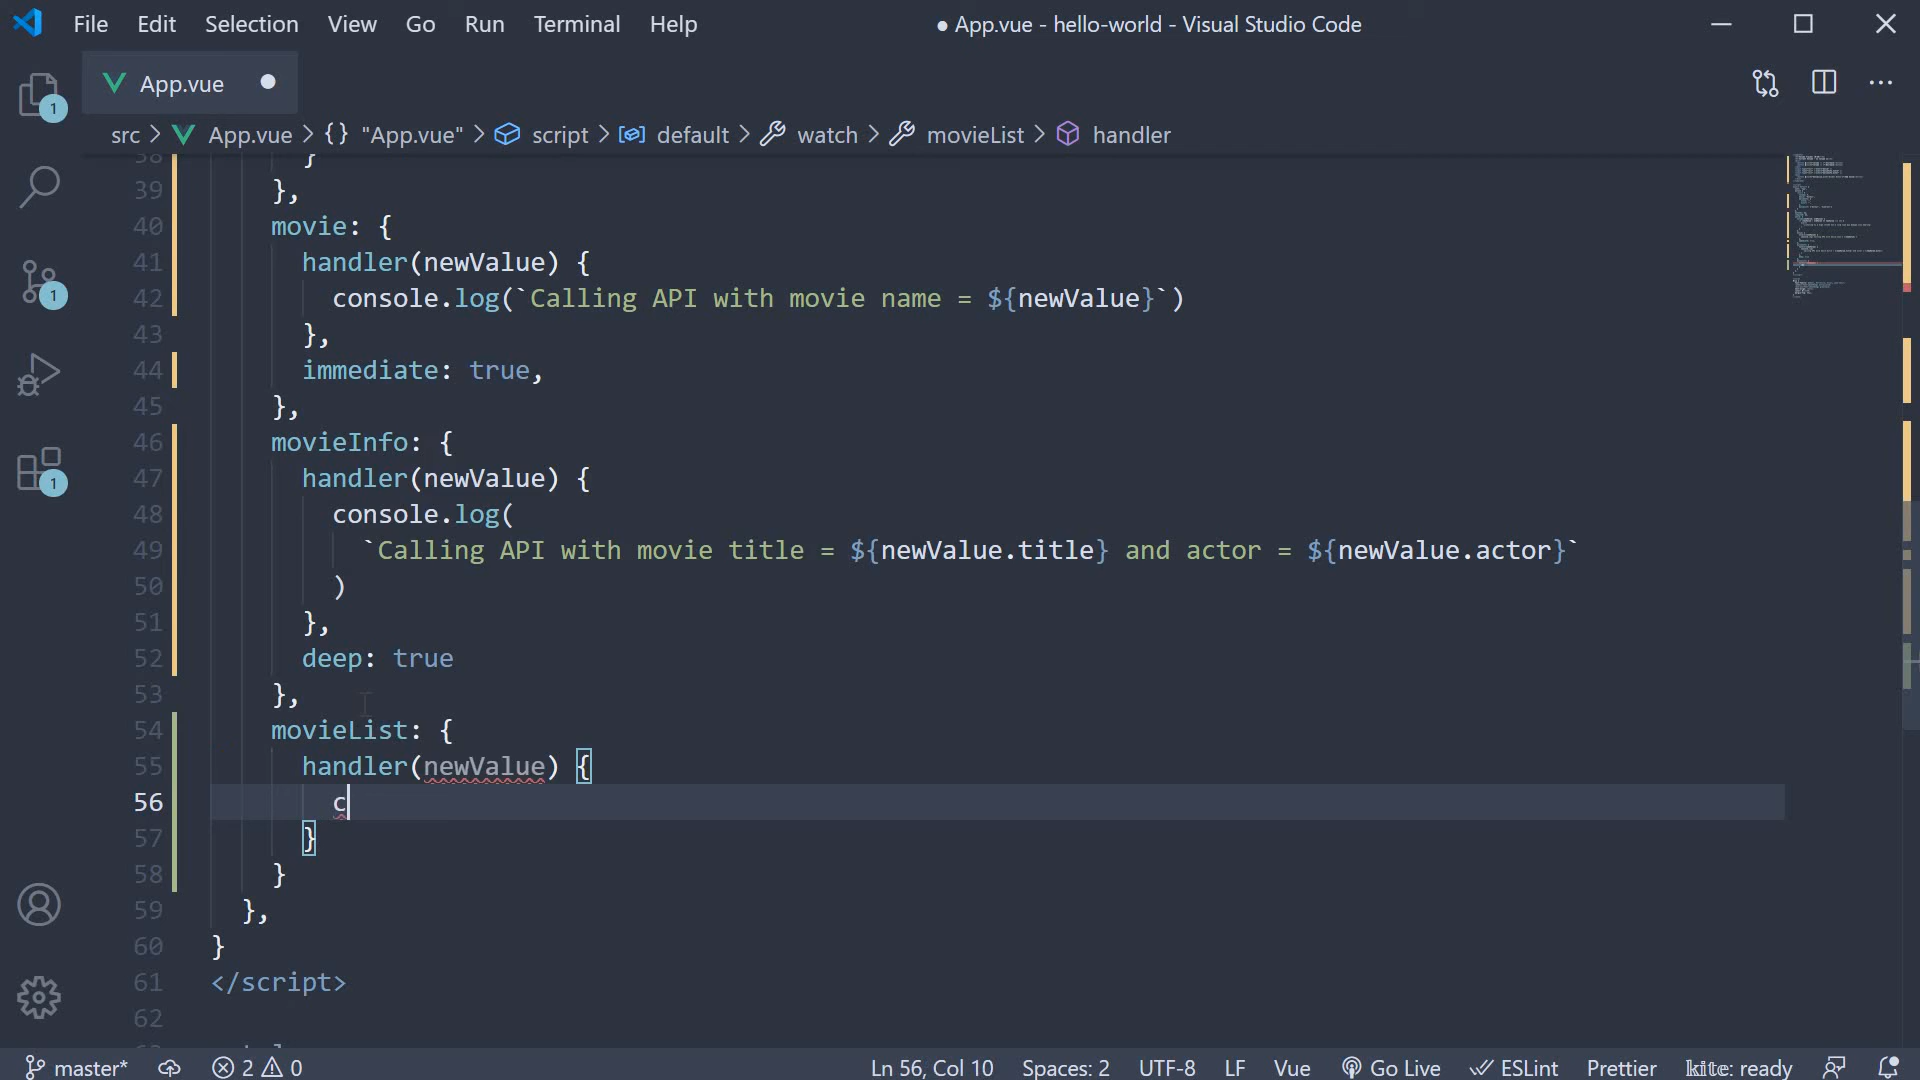 File Edit Selection View Go Run Terminal Help
● App.vue - hello-world - Visual Studio Code
App.vue
src > App.vue > {} "App.vue" > script > default > watch > movieList > handler
38 }
39 },
40 movie: {
41 handler(newValue) {
42 console.log(`Calling API with movie name = ${newValue}`)
43 },
44 immediate: true,
45 },
46 movieInfo: {
47 handler(newValue) {
48 console.log(
49 `Calling API with movie title = ${newValue.title} and actor = ${newValue.actor}`
50 )
51 },
52 deep: true
53 },
54 movieList: {
55 handler(newValue) {
56 c
57 }
58 }
59 },
60 }
61 </script>
62
1
1
1
master* 2 0 Ln 56, Col 10 Spaces: 2 UTF-8 LF Vue Go Live ESLint Prettier kite: ready